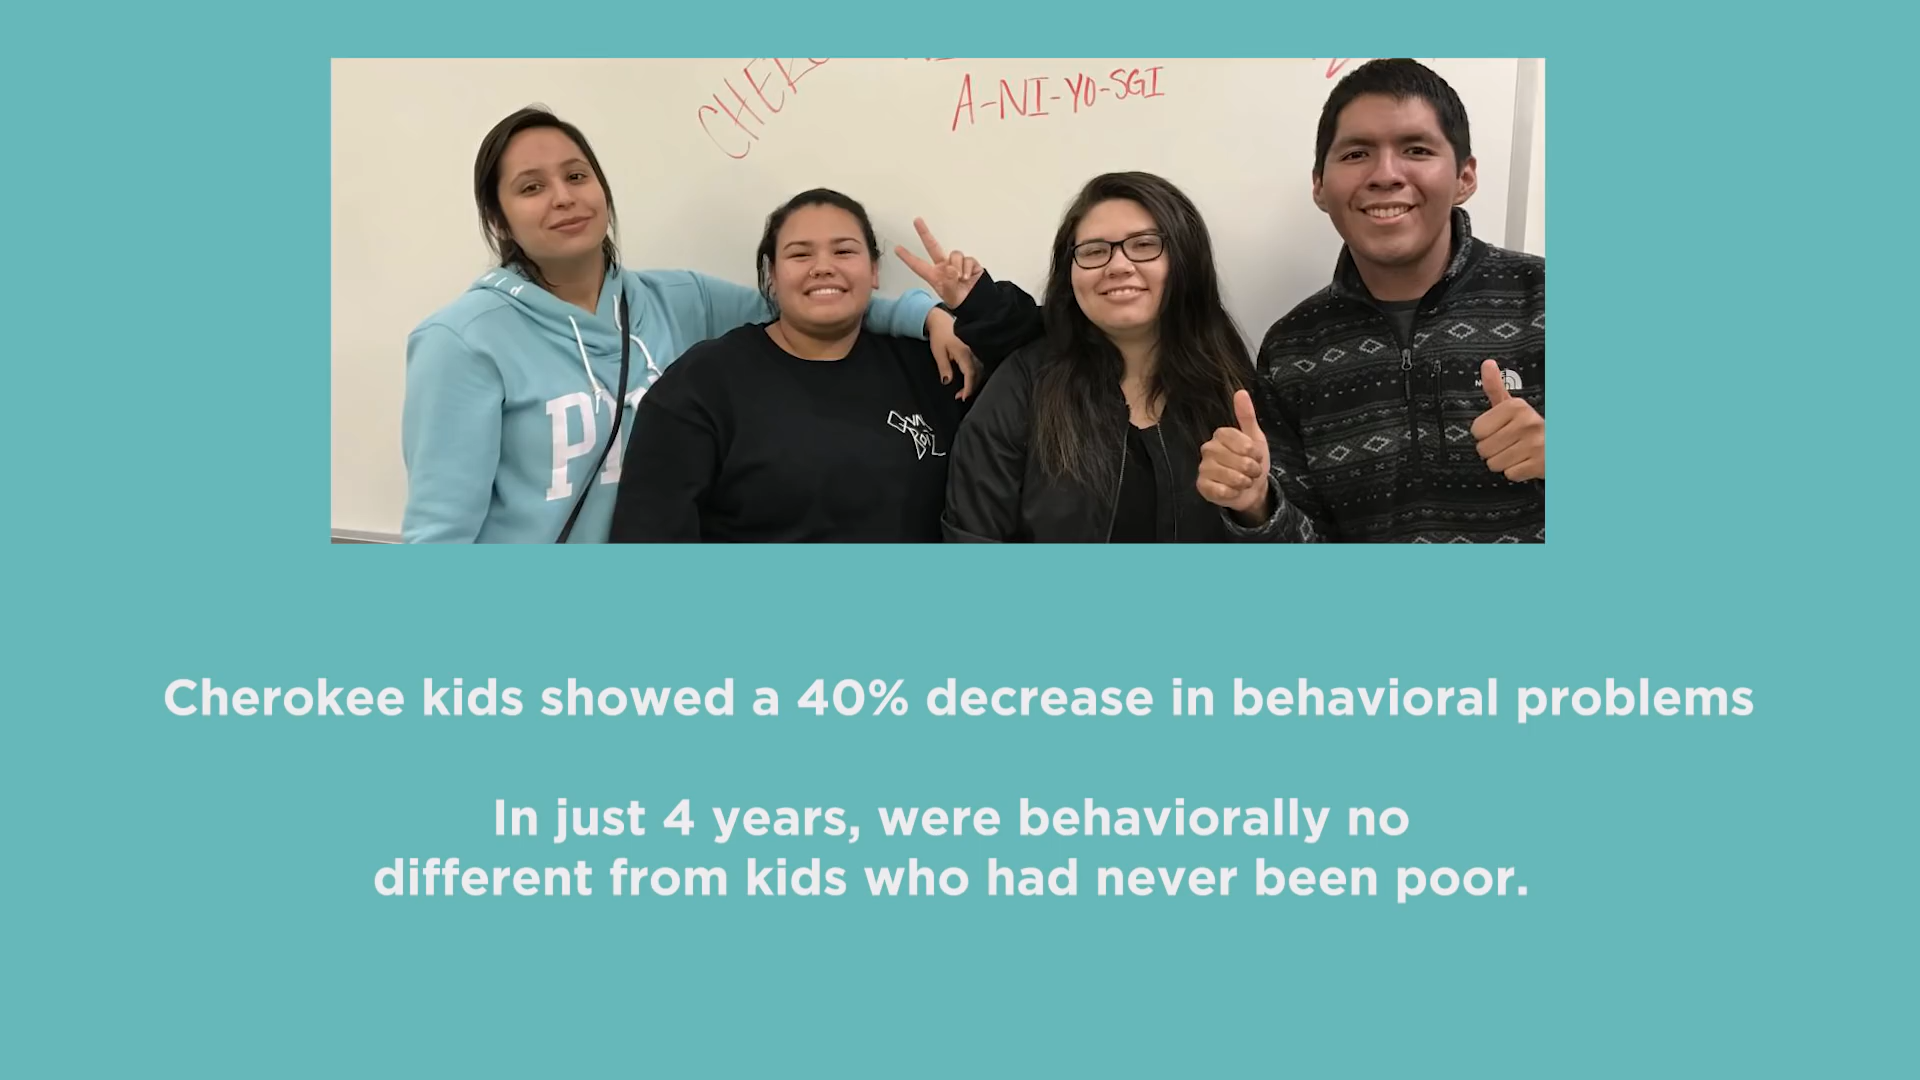 A-NI-YO-SGI
Cherokee kids showed a 40% decrease in behavioral problems
In just 4 years, were behaviorally no
different from kids who had never been poor.